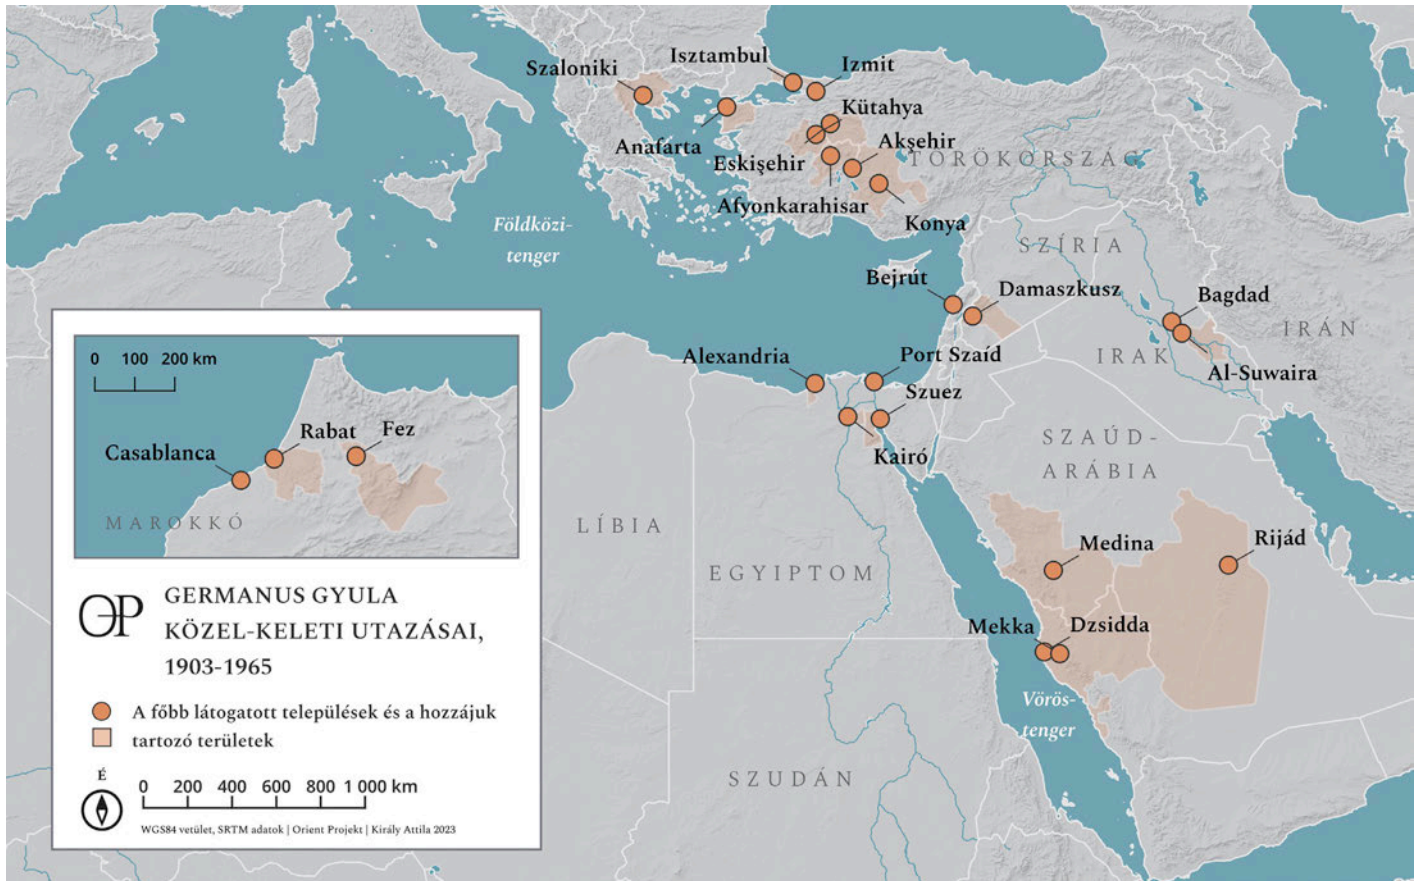 Isztambul
Izmit
Szaloniki
Kütahya
Anafarta
Akşehir
Eskişehir
TÖRÖKORSZÁG
Afyonkarahisar
Konya
Földközi-
tenger
SZÍRIA
Bejrút
Damaszkusz
Bagdad
IRÁN
IRAK
Al-Suwaira
Alexandria
Port Szaíd
Szuez
Kairó
SZAÚD-
ARÁBIA
LÍBIA
EGYIPTOM
Medina
Rijád
Mekka
Dzsidda
Vörös-
tenger
SZUDÁN
0 100 200 km
Casablanca
Rabat
Fez
MAROKKÓ
GERMANUS GYULA
KÖZEL-KELETI UTAZÁSAI,
1903-1965
A főbb látogatott települések és a hozzájuk
tartozó területek
É
0 200 400 600 800 1 000 km
WGS84 vetület, SRTM adatok | Orient Projekt | Király Attila 2023